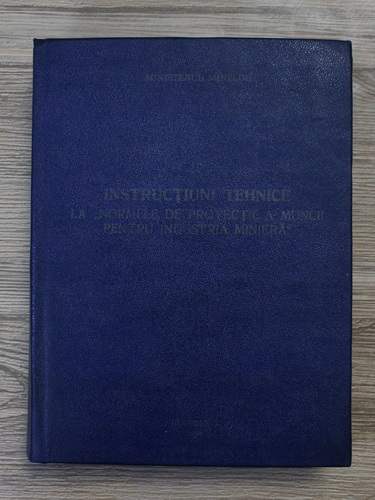 MINISTERUL MINELOR
INSTRUCȚIUNI TEHNICE
LA „NORMELE DE PROTECȚIE A MUNCII
PENTRU INDUSTRIA MINIERĂ”